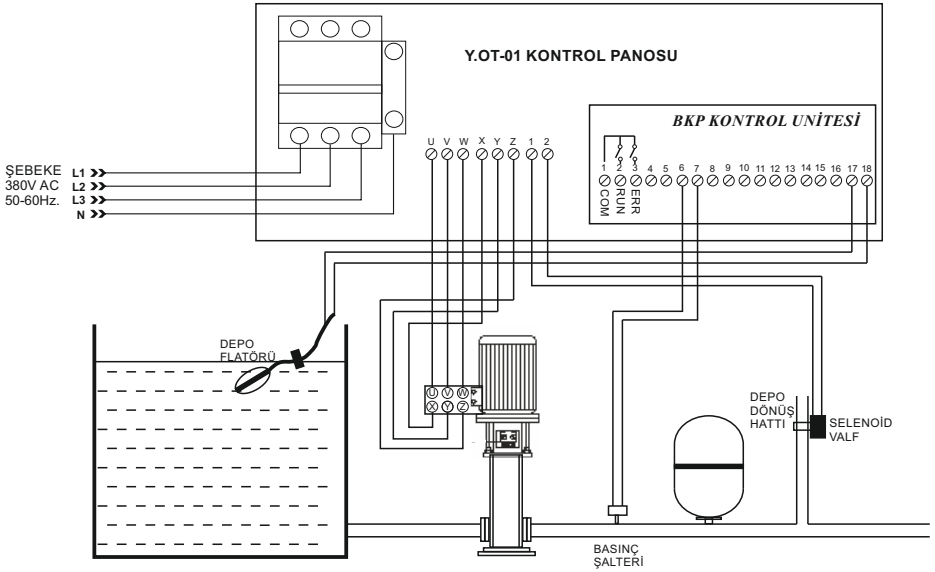 Y.OT-01 KONTROL PANOSU
BKP KONTROL UNİTESİ
U V W X Y Z 1 2
1 2 3 4 5 6 7 8 9 10 11 12 13 14 15 16 17 18
COM
RUN
ERR
ŞEBEKE
380V AC
50-60Hz.
L1
L2
L3
N
DEPO
FLATÖRÜ
U V W
X Y Z
DEPO
DÖNÜŞ
HATTI
SELENOİD
VALF
BASINÇ
ŞALTERİ